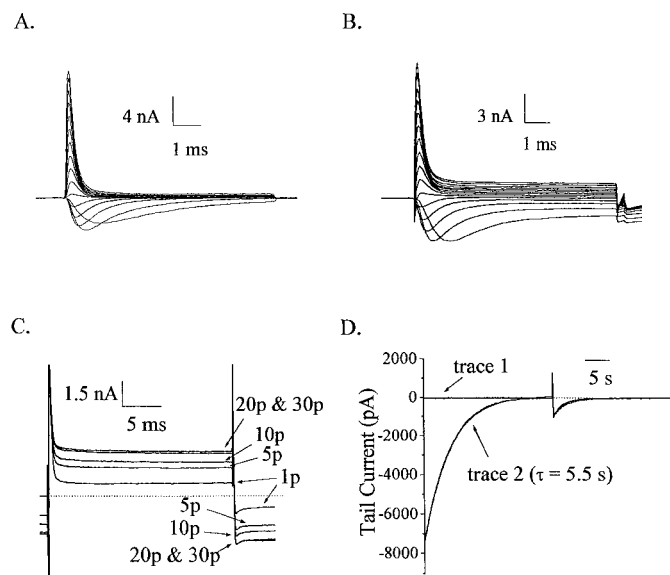 A.
B.
4 nA
1 ms
3 nA
1 ms
C.
D.
1.5 nA
5 ms
20p & 30p
10p
5p
1p
5p
10p
20p & 30p
Tail Current (pA)
2000
0
-2000
-4000
-6000
-8000
trace 1
5 s
trace 2 (τ = 5.5 s)